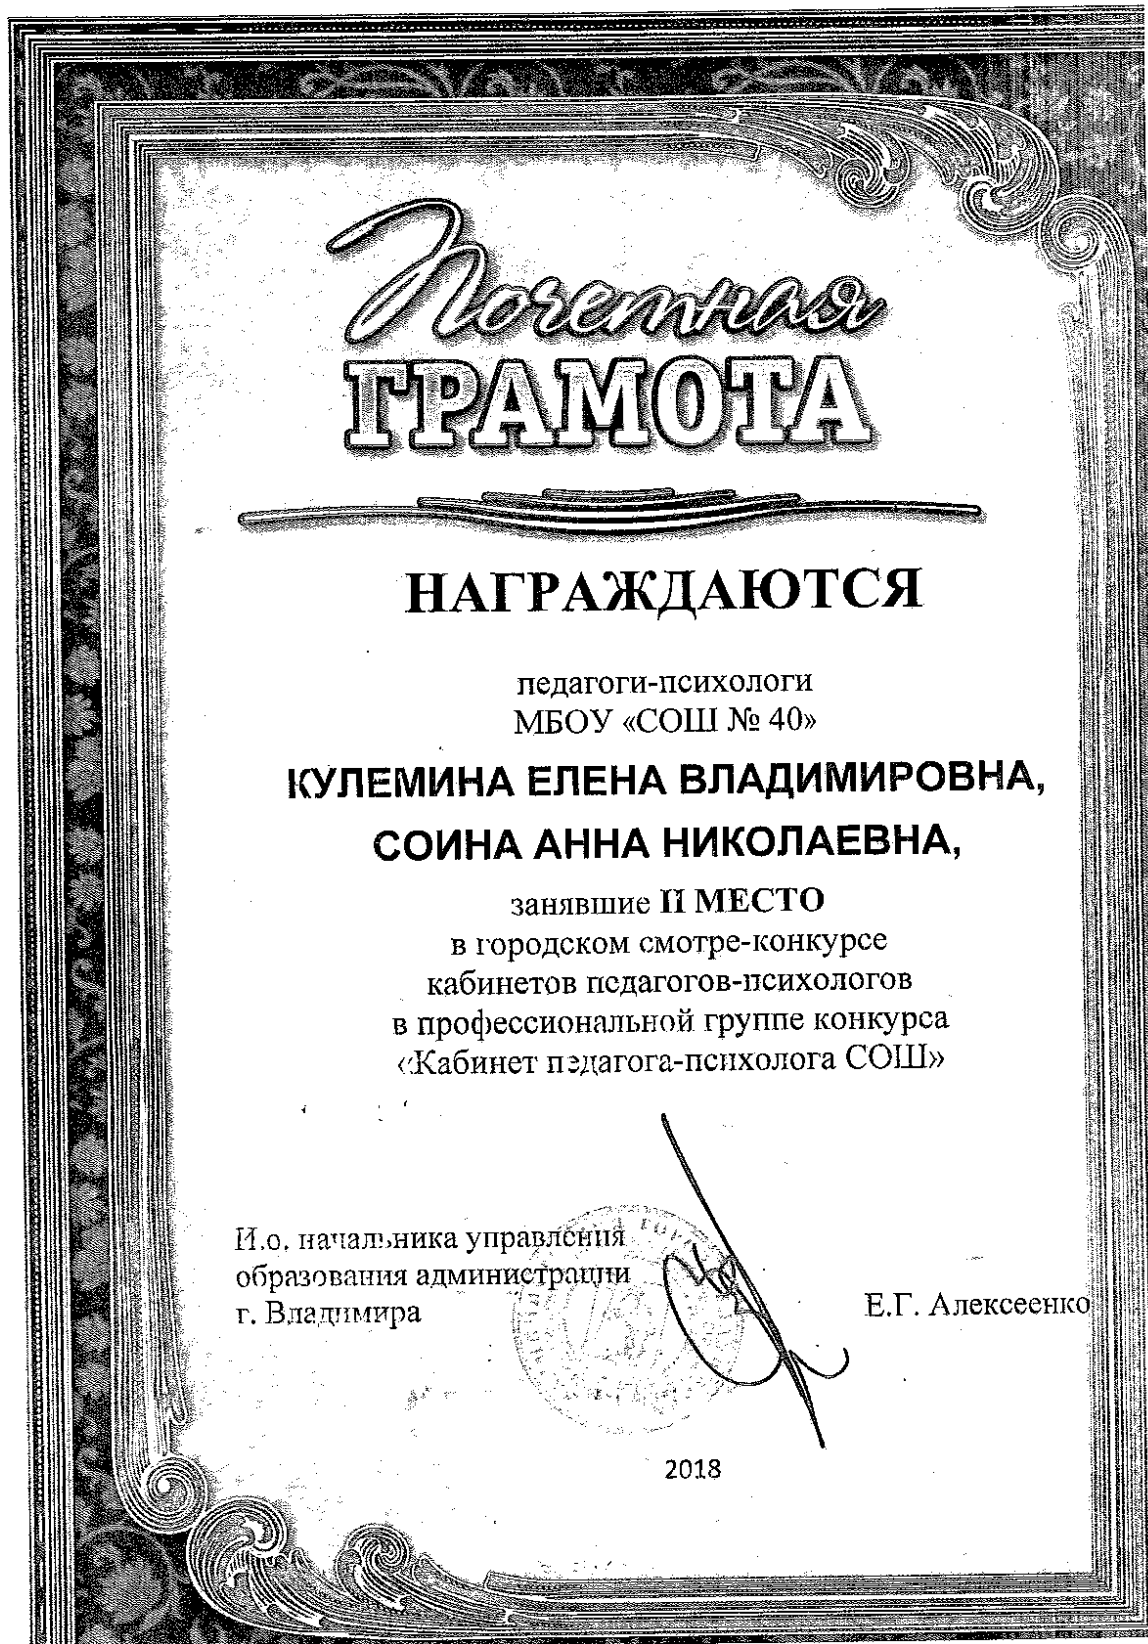 Почетная
ГРАМОТА
НАГРАЖДАЮТСЯ
педагоги-психологи
МБОУ «СОШ № 40»
КУЛЕМИНА ЕЛЕНА ВЛАДИМИРОВНА,
СОИНА АННА НИКОЛАЕВНА,
занявшие II МЕСТО
в городском смотре-конкурсе
кабинетов педагогов-психологов
в профессиональной группе конкурса
«Кабинет педагога-психолога СОШ»
И.о. начальника управления
образования администрации
г. Владимира
Е.Г. Алексеенко
2018